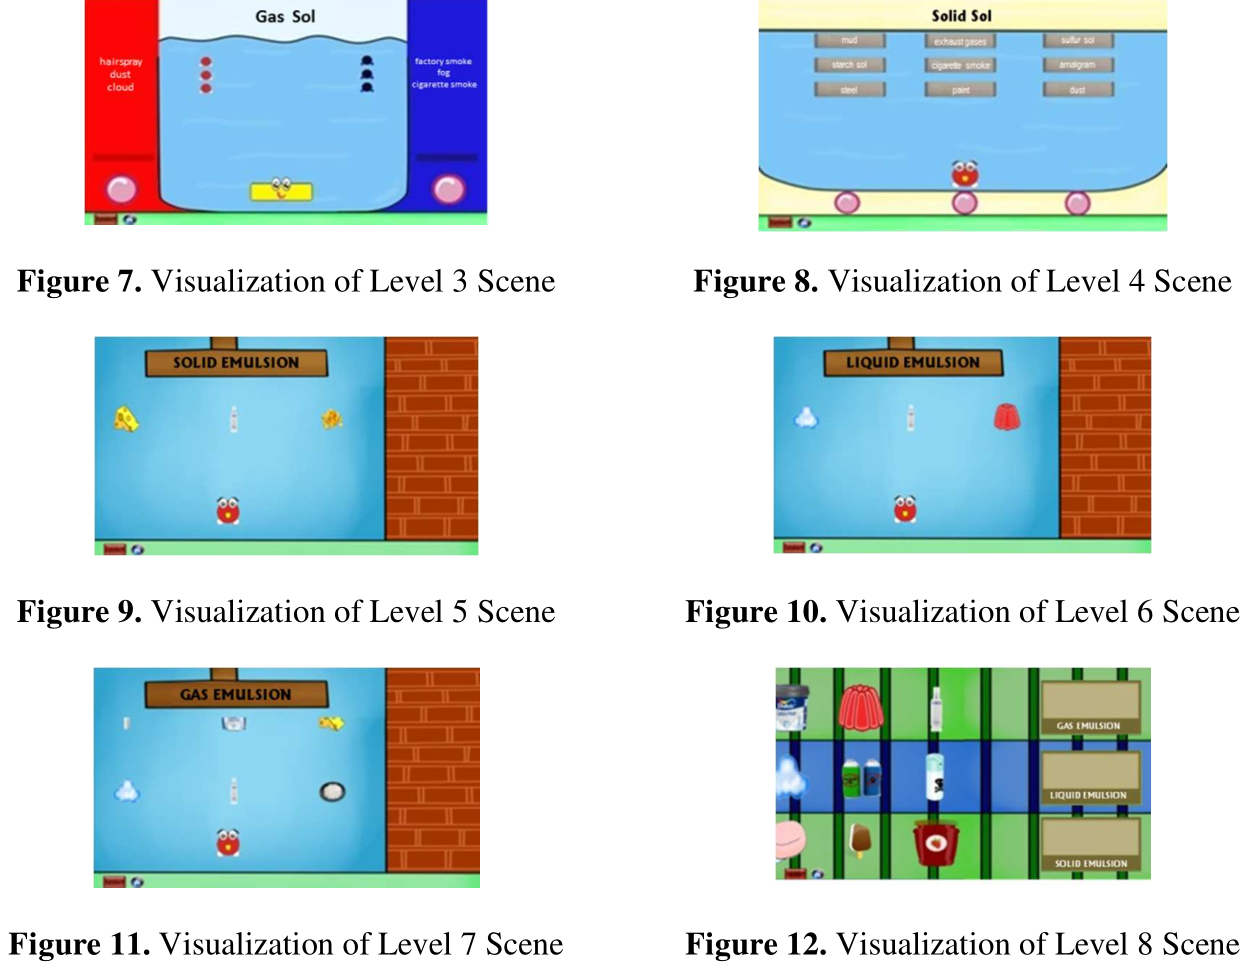 Gas Sol
hairspray
dust
cloud
factory smoke
fog
cigarette smoke
Figure 7. Visualization of Level 3 Scene
Solid Sol
mud
exhaust gases
sulfur sol
starch sol
cigarette smoke
amalgram
steel
paint
dust
Figure 8. Visualization of Level 4 Scene
SOLID EMULSION
Figure 9. Visualization of Level 5 Scene
LIQUID EMULSION
Figure 10. Visualization of Level 6 Scene
GAS EMULSION
Figure 11. Visualization of Level 7 Scene
GAS EMULSION
LIQUID EMULSION
SOLID EMULSION
Figure 12. Visualization of Level 8 Scene